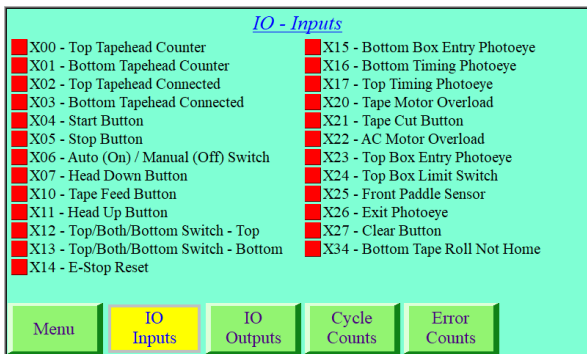 IO - Inputs
X00 - Top Tapehead Counter
X01 - Bottom Tapehead Counter
X02 - Top Tapehead Connected
X03 - Bottom Tapehead Connected
X04 - Start Button
X05 - Stop Button
X06 - Auto (On) / Manual (Off) Switch
X07 - Head Down Button
X10 - Tape Feed Button
X11 - Head Up Button
X12 - Top/Both/Bottom Switch - Top
X13 - Top/Both/Bottom Switch - Bottom
X14 - E-Stop Reset
X15 - Bottom Box Entry Photoeye
X16 - Bottom Timing Photoeye
X17 - Top Timing Photoeye
X20 - Tape Motor Overload
X21 - Tape Cut Button
X22 - AC Motor Overload
X23 - Top Box Entry Photoeye
X24 - Top Box Limit Switch
X25 - Front Paddle Sensor
X26 - Exit Photoeye
X27 - Clear Button
X34 - Bottom Tape Roll Not Home
Menu
IO
Inputs
IO
Outputs
Cycle
Counts
Error
Counts